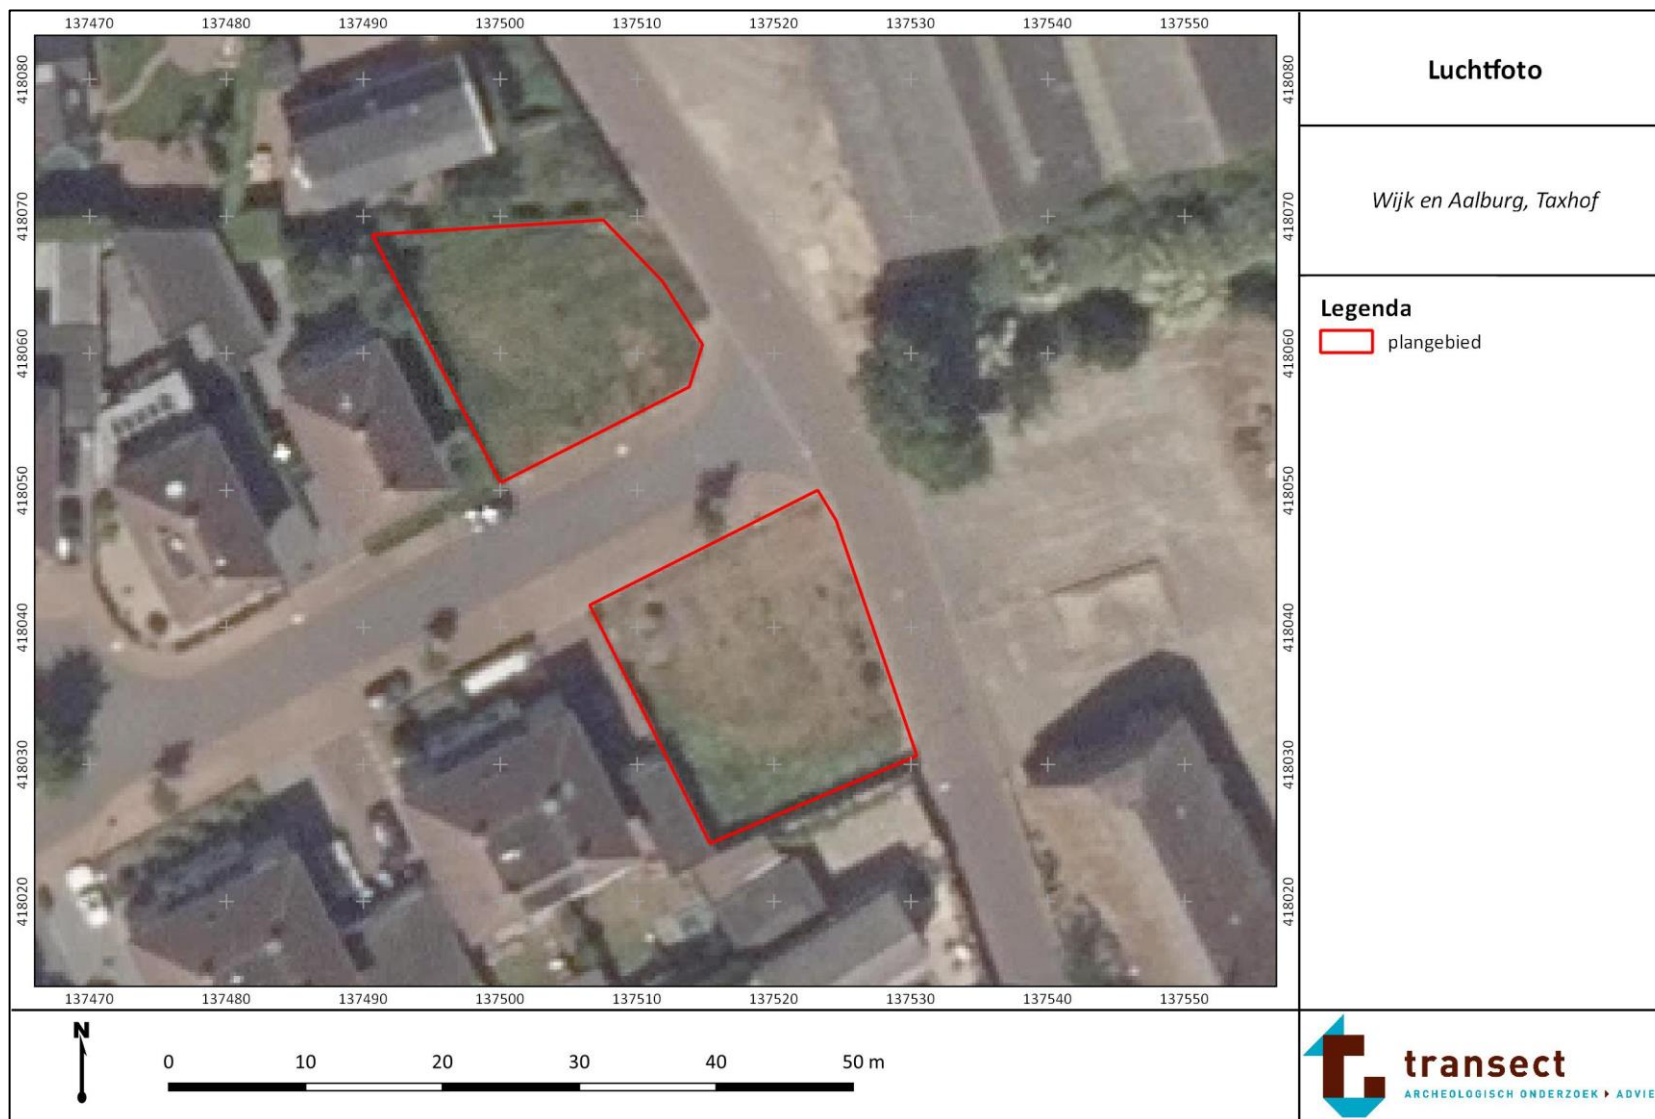 137470 137480 137490 137500 137510 137520 137530 137540 137550
418080 418080
418070 418070
418060 418060
418050 418050
418040 418040
418030 418030
418020 418020
137470 137480 137490 137500 137510 137520 137530 137540 137550
Luchtfoto
Wijk en Aalburg, Taxhof
Legenda
plangebied
N
0 10 20 30 40 50 m
transect
ARCHEOLOGISCH ONDERZOEK ▸ ADVIE